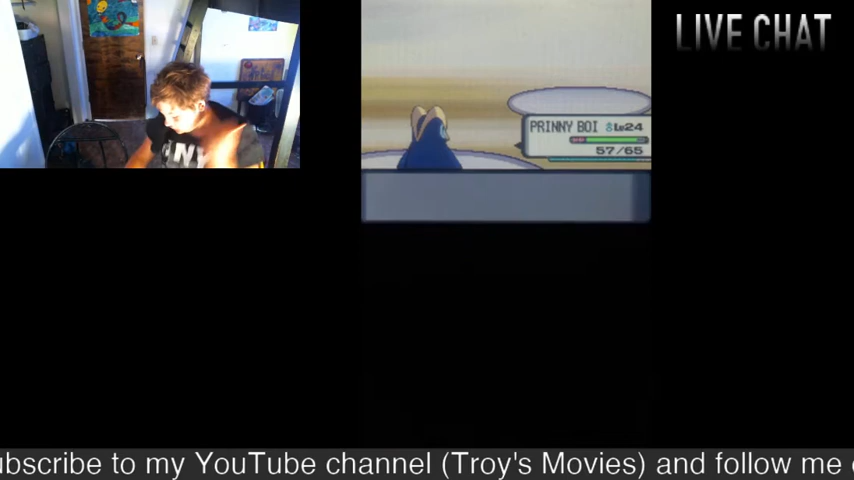 LIVE CHAT
PRINNY BOI ♂Lv24
57/65
ubscribe to my YouTube channel (Troy's Movies) and follow me